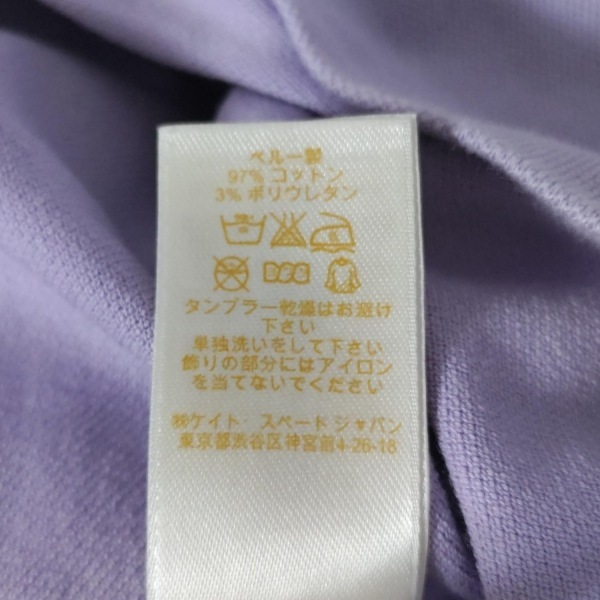 ペルー製
97% コットン
3% ポリウレタン
タンブラー乾燥はお避け
下さい
単独洗いをして下さい
飾りの部分にはアイロン
を当てないでください
㈱ケイト・スペード ジャパン
東京都渋谷区神宮前4-26-18